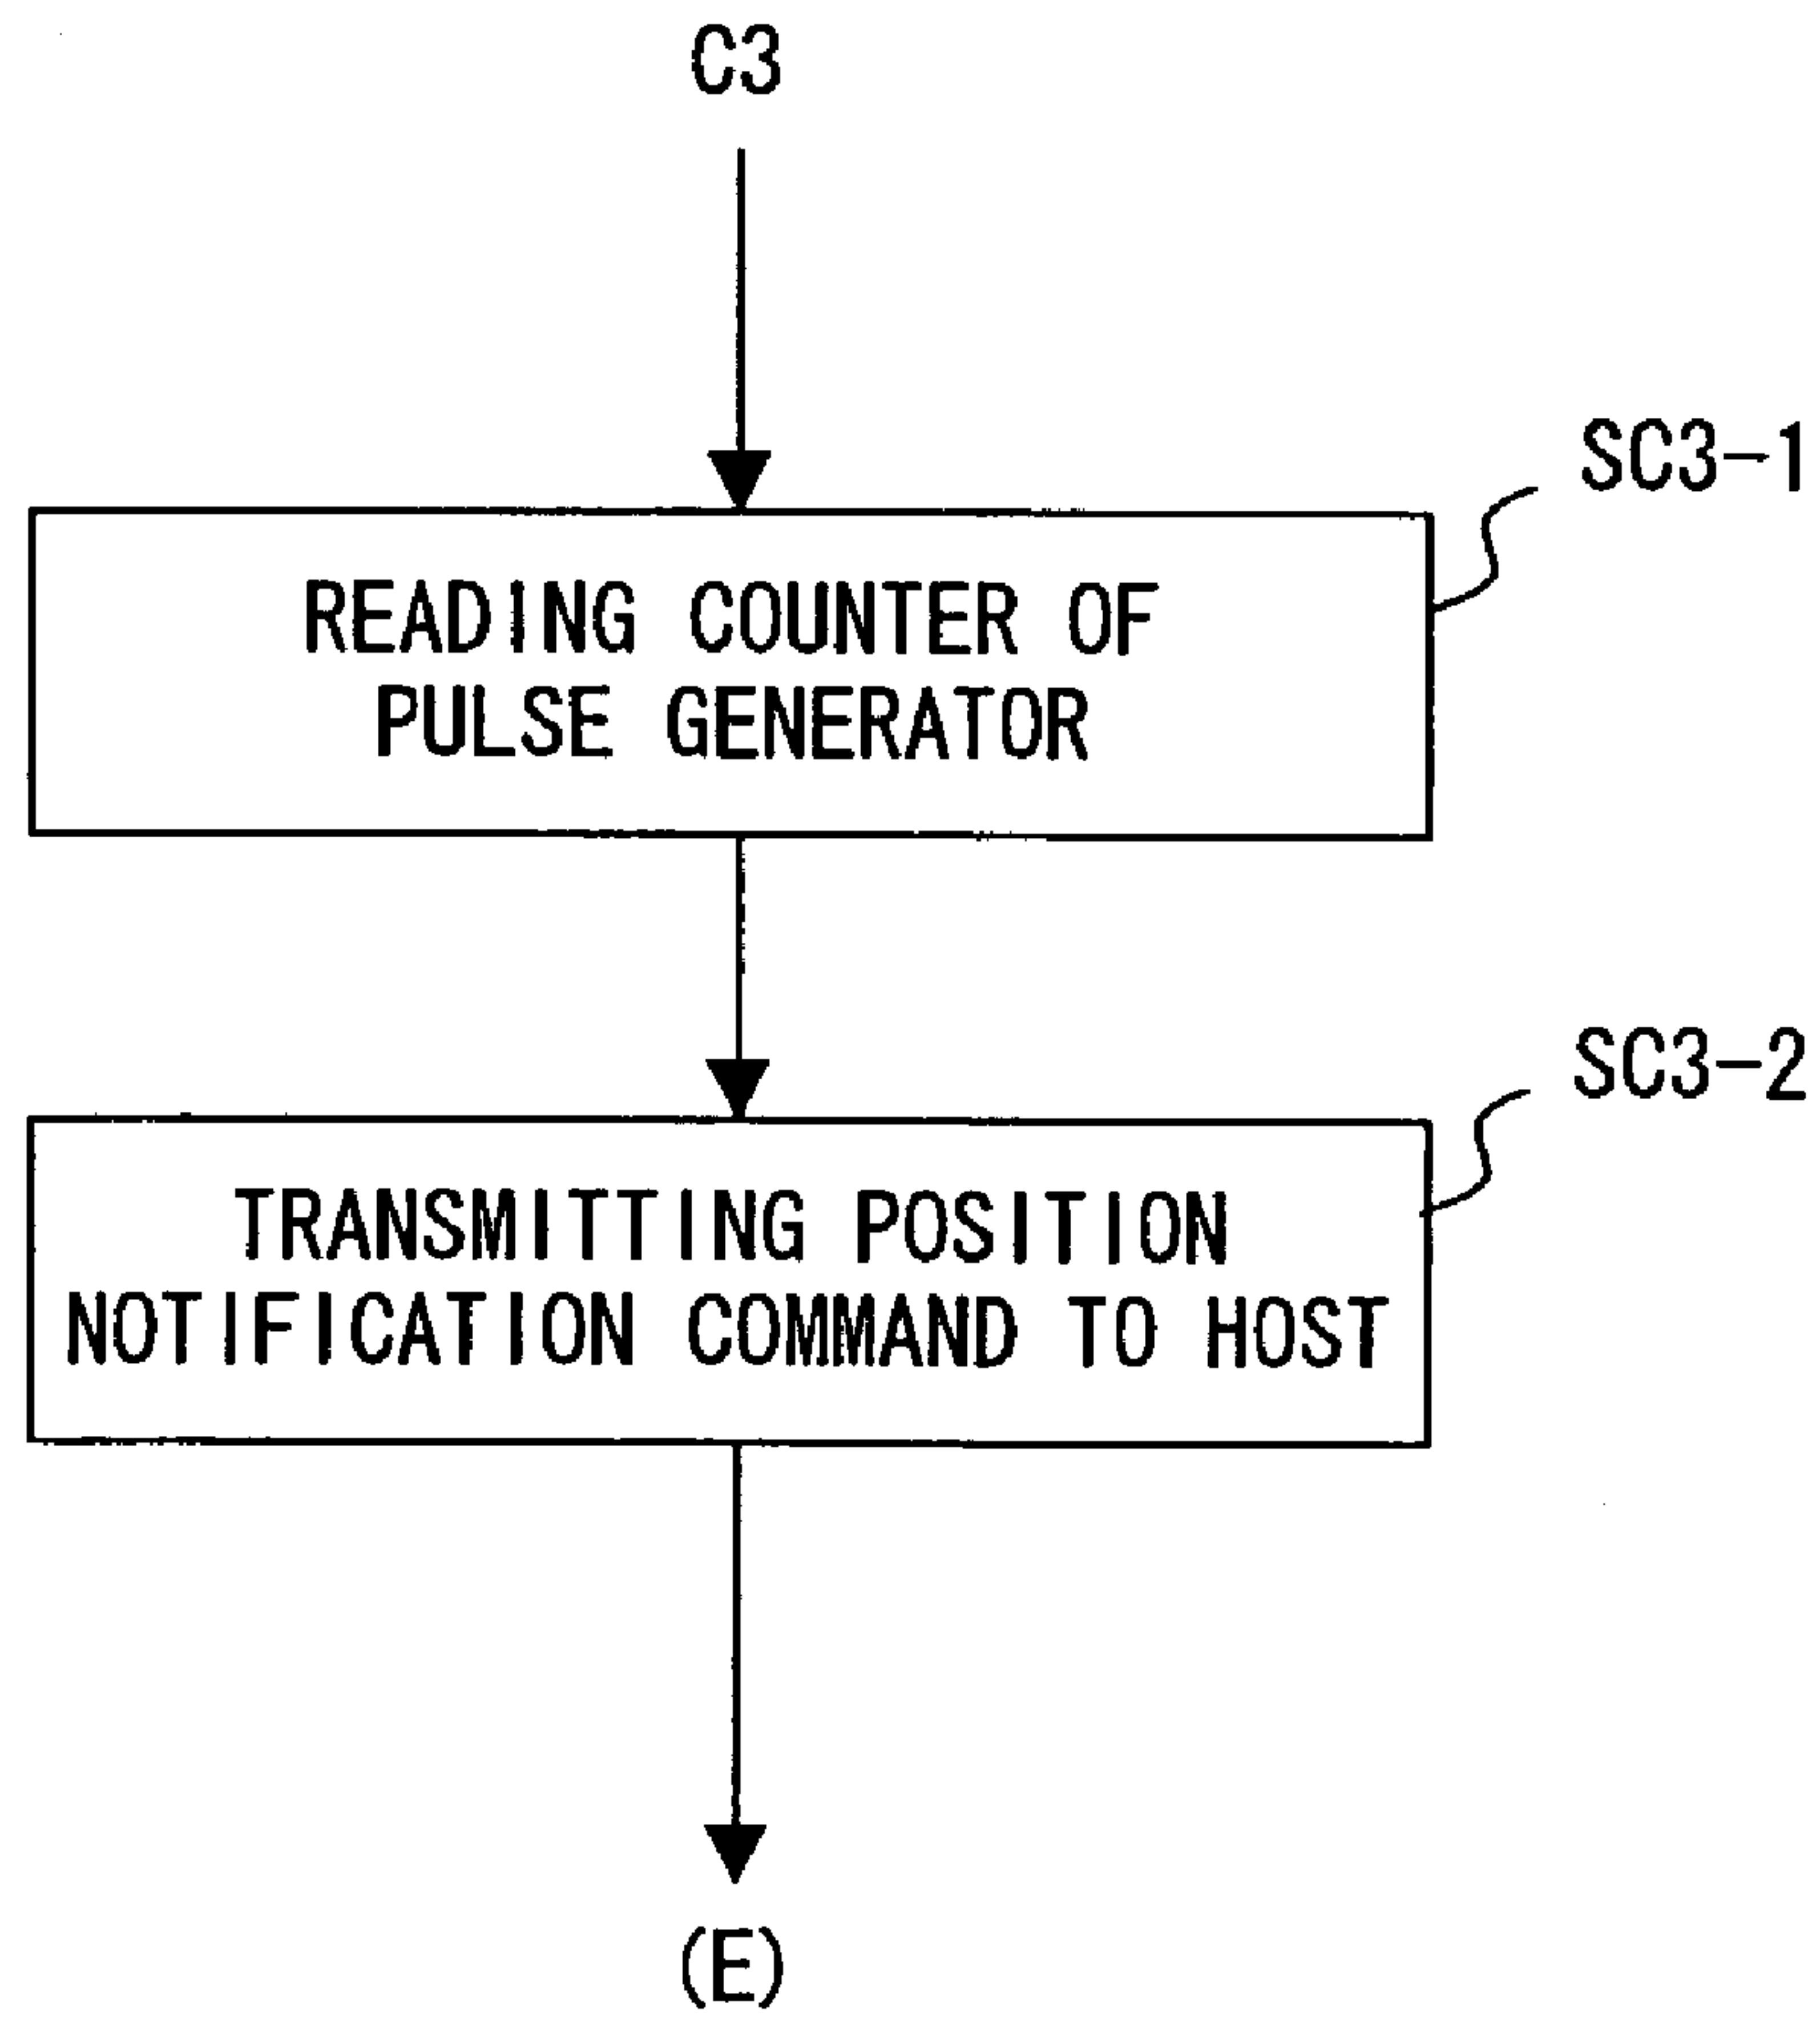 C3
SC3-1
READING COUNTER OF
PULSE GENERATOR
SC3-2
TRANSMITTING POSITION
NOTIFICATION COMMAND TO HOST
(E)